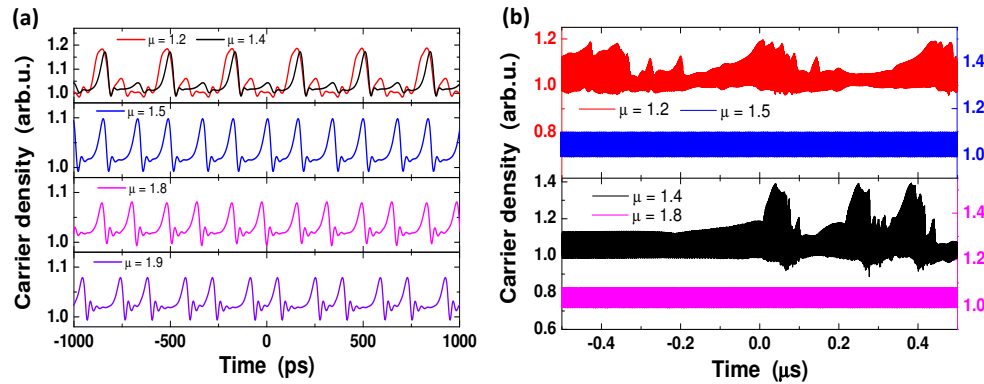 (a)
Carrier density (arb.u.)
μ = 1.2 μ = 1.4
1.2
1.1
1.0
μ = 1.5
1.1
1.0
μ = 1.8
1.1
1.0
μ = 1.9
1.1
1.0
-1000 -500 0 500 1000
Time (ps)
(b)
Carrier density (arb.u.)
1.2
1.0
0.8
μ = 1.2 μ = 1.5
1.5
1.2
1.0
1.4
1.2
1.0
0.8
0.6
μ = 1.4
μ = 1.8
1.5
1.2
1.0
-0.4 -0.2 0.0 0.2 0.4
Time (μs)